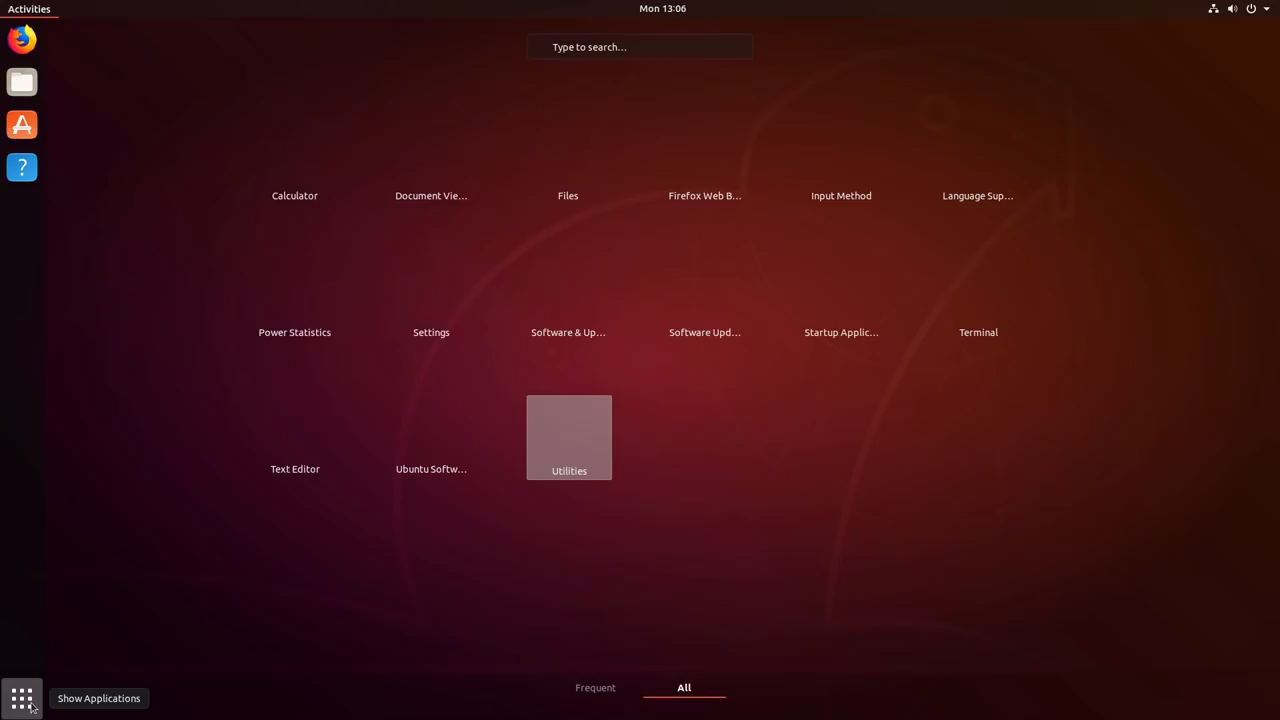 Activities
Mon 13:06
Type to search…
Calculator
Document Vie…
Files
Firefox Web B…
Input Method
Language Sup…
Power Statistics
Settings
Software & Up…
Software Upd…
Startup Applic…
Terminal
Text Editor
Ubuntu Softw…
Utilities
Frequent
All
Show Applications